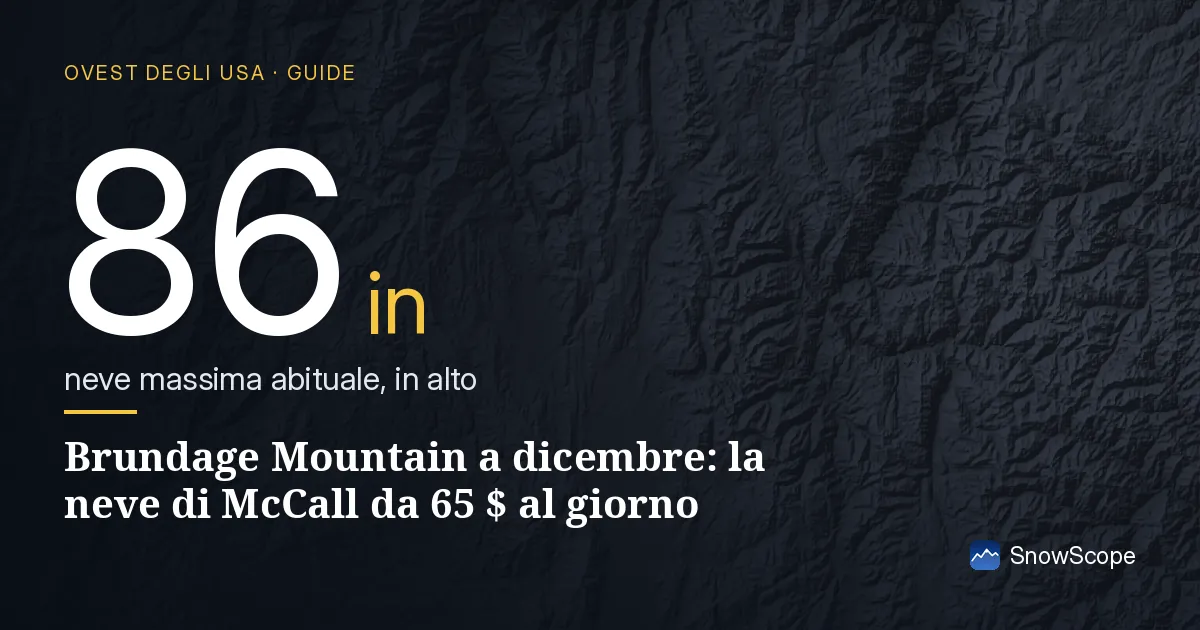 OVEST DEGLI USA · GUIDE
86 in
neve massima abituale, in alto
Brundage Mountain a dicembre: la
neve di McCall da 65 $ al giorno
SnowScope